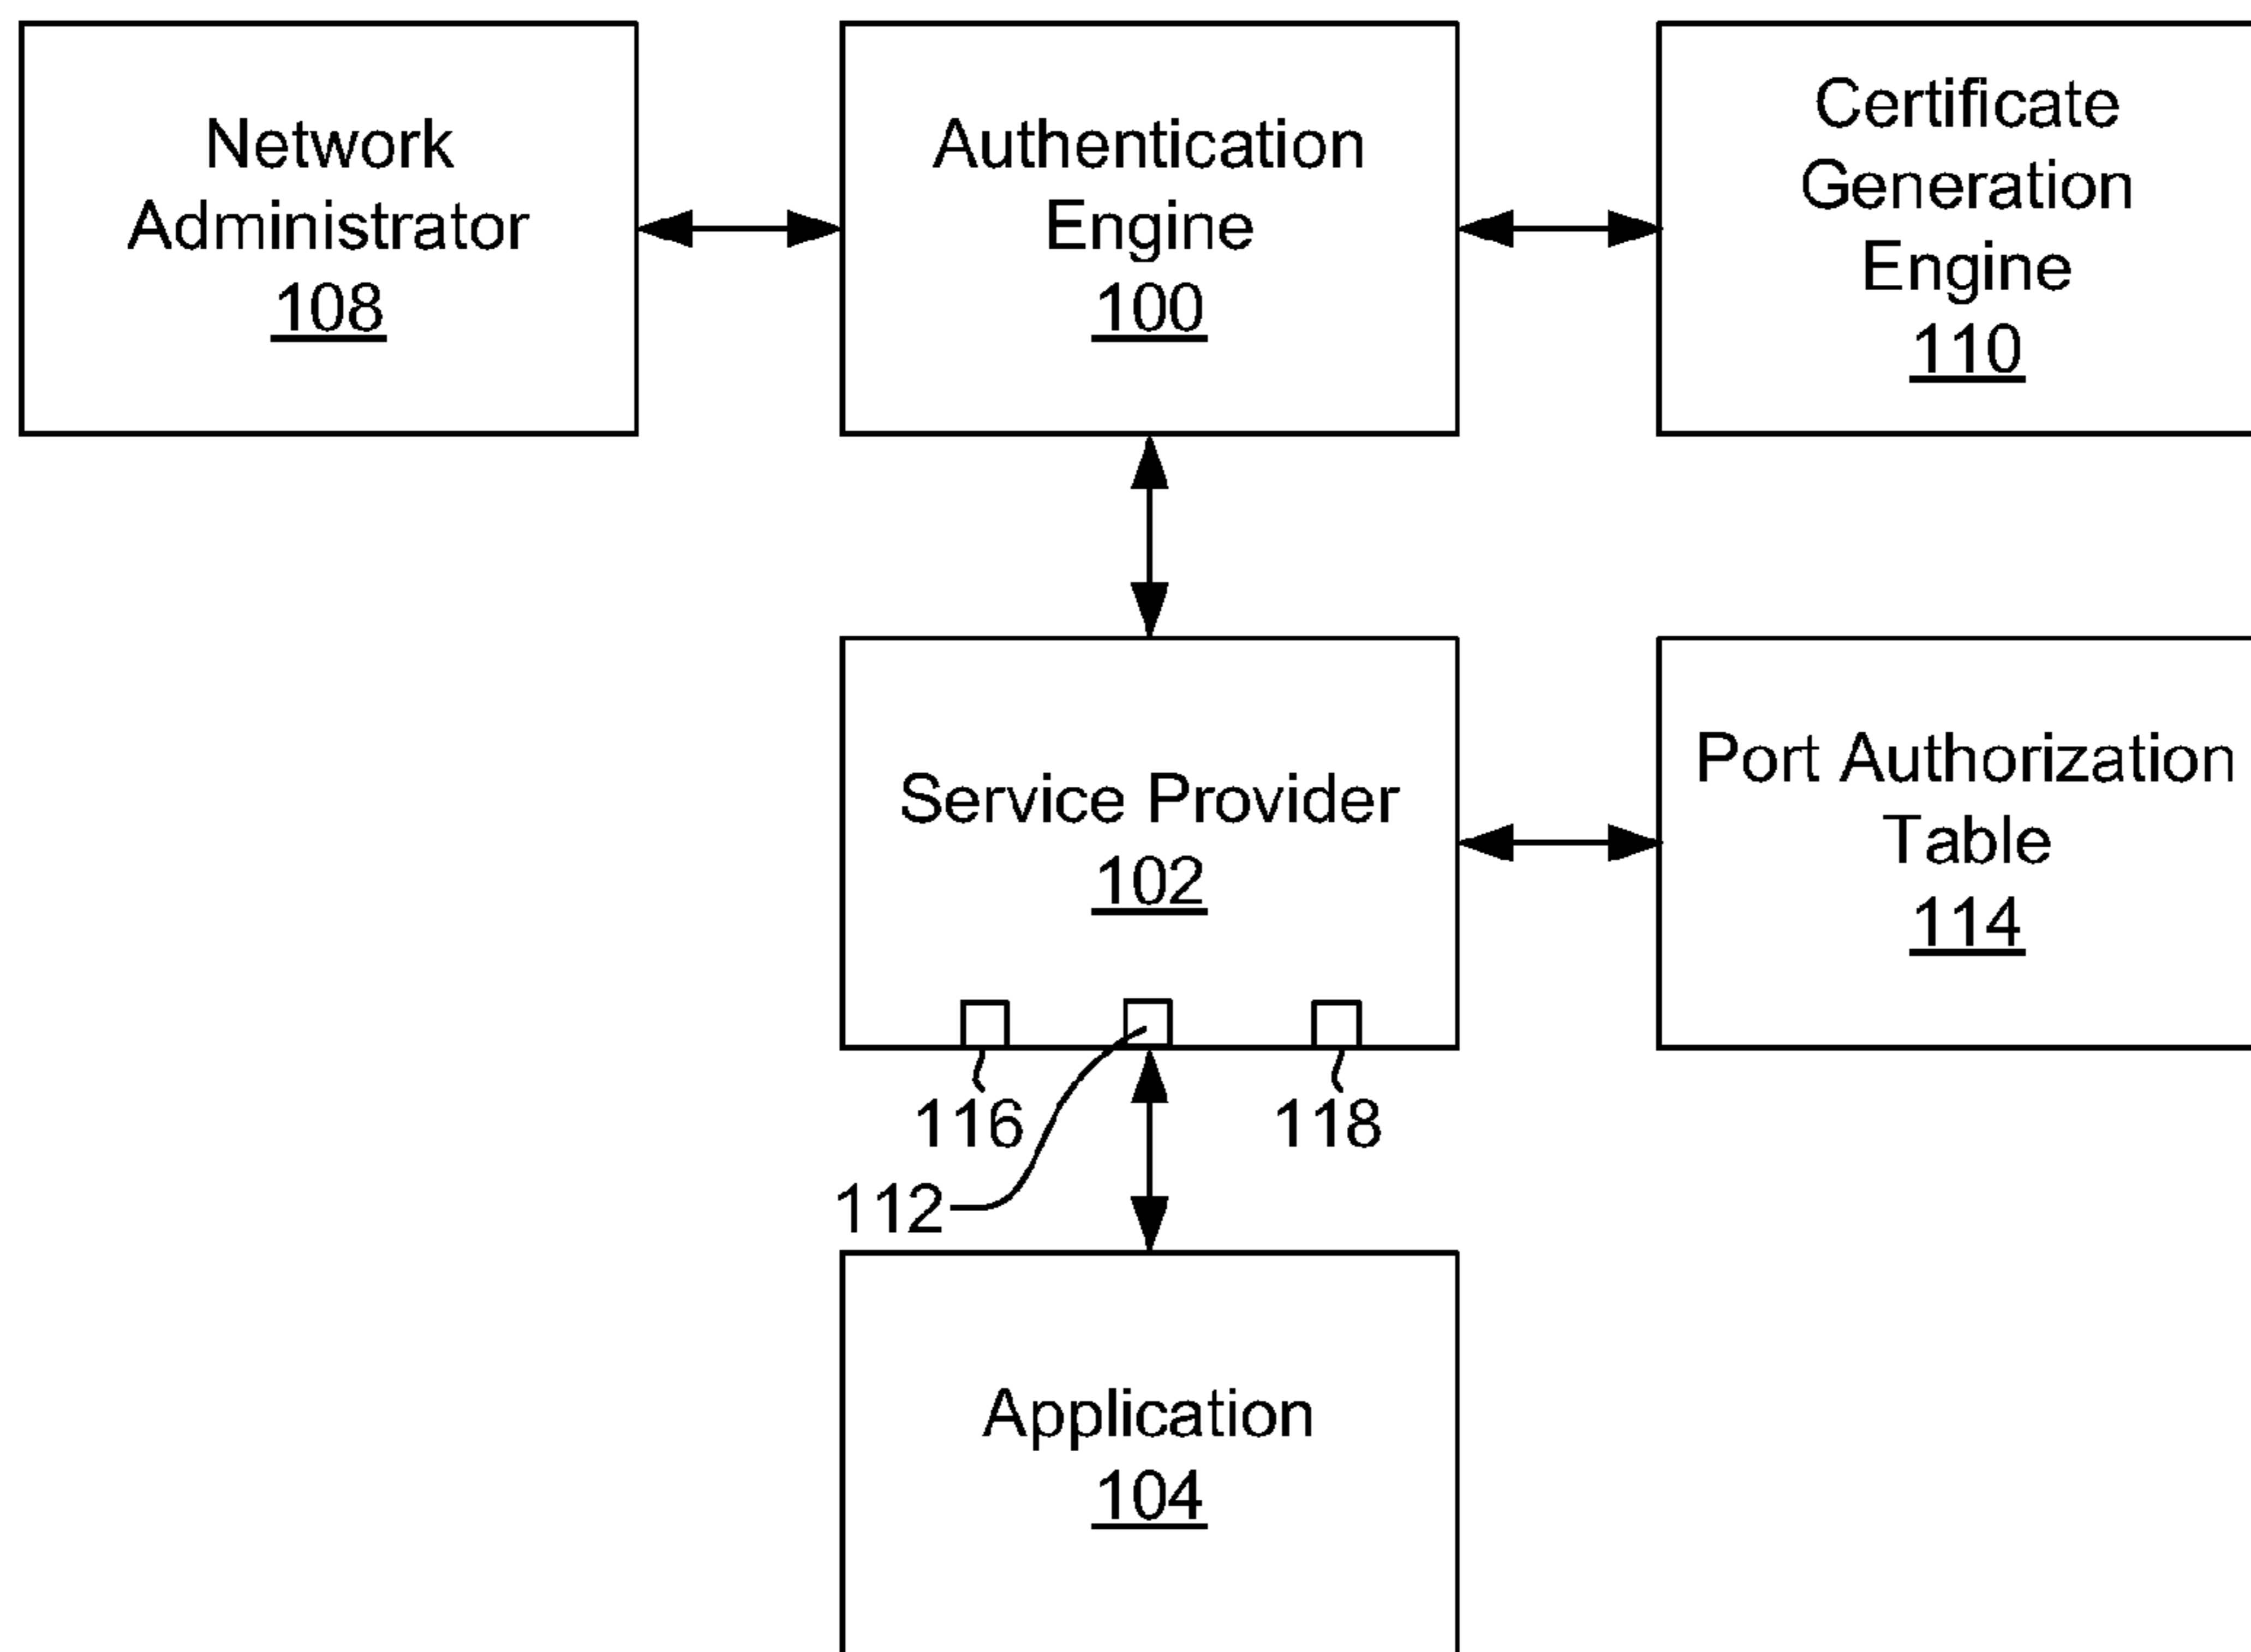 Network
Administrator
108
Authentication
Engine
100
Certificate
Generation
Engine
110
Service Provider
102
Port Authorization
Table
114
116
118
112
Application
104